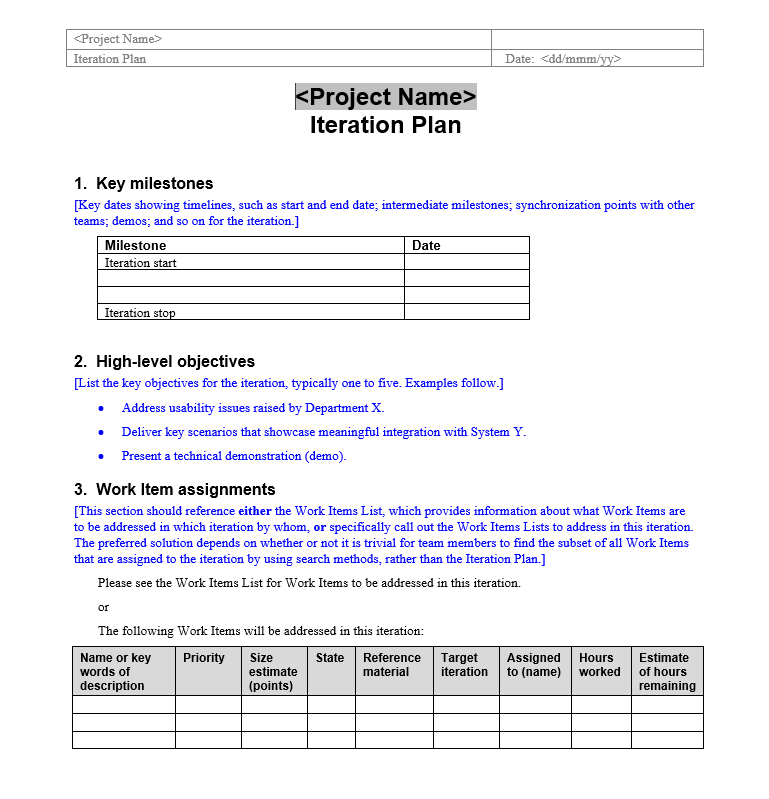 <Project Name>
Iteration Plan Date: <dd/mmm/yy>
<Project Name>
Iteration Plan
1. Key milestones
[Key dates showing timelines, such as start and end date; intermediate milestones; synchronization points with other
teams; demos; and so on for the iteration.]
Milestone Date
Iteration start
Iteration stop
2. High-level objectives
[List the key objectives for the iteration, typically one to five. Examples follow.]
• Address usability issues raised by Department X.
• Deliver key scenarios that showcase meaningful integration with System Y.
• Present a technical demonstration (demo).
3. Work Item assignments
[This section should reference either the Work Items List, which provides information about what Work Items are
to be addressed in which iteration by whom, or specifically call out the Work Items Lists to address in this iteration.
The preferred solution depends on whether or not it is trivial for team members to find the subset of all Work Items
that are assigned to the iteration by using search methods, rather than the Iteration Plan.]
Please see the Work Items List for Work Items to be addressed in this iteration.
or
The following Work Items will be addressed in this iteration:
Name or key Priority Size State Reference Target Assigned Hours Estimate
words of estimate material iteration to (name) worked of hours
description (points) remaining